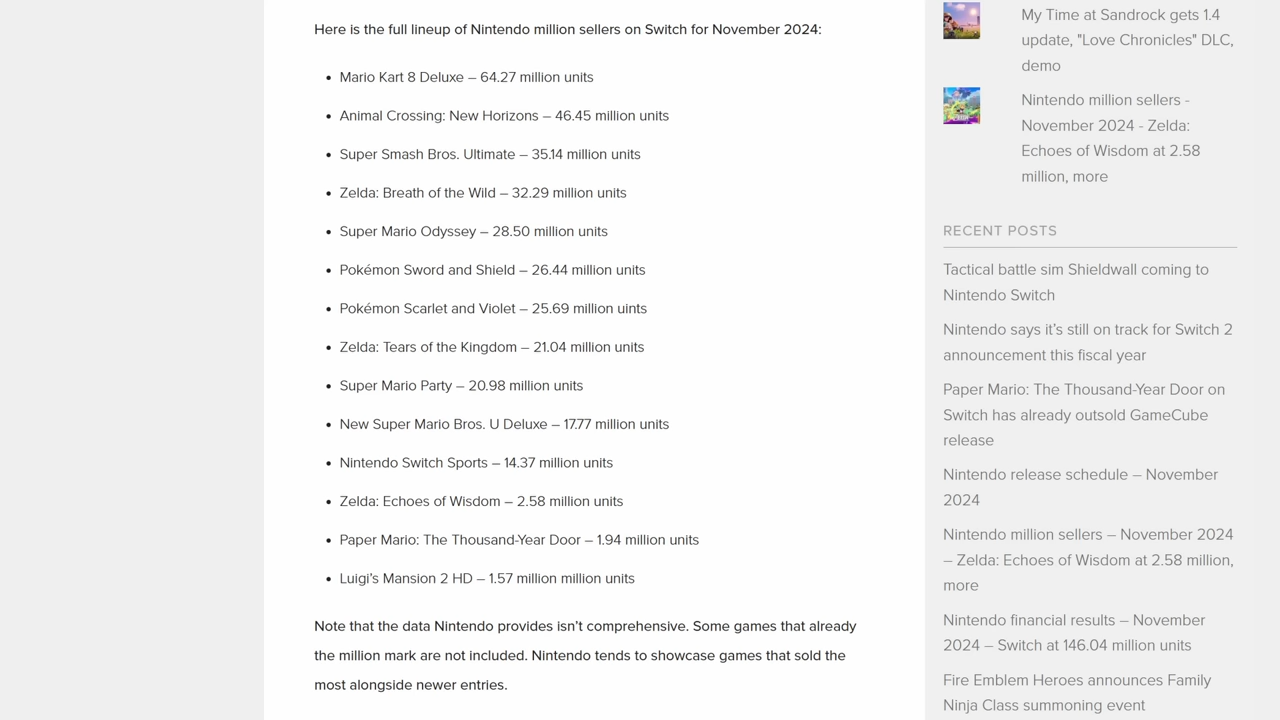 Here is the full lineup of Nintendo million sellers on Switch for November 2024:
• Mario Kart 8 Deluxe – 64.27 million units
• Animal Crossing: New Horizons – 46.45 million units
• Super Smash Bros. Ultimate – 35.14 million units
• Zelda: Breath of the Wild – 32.29 million units
• Super Mario Odyssey – 28.50 million units
• Pokémon Sword and Shield – 26.44 million units
• Pokémon Scarlet and Violet – 25.69 million uints
• Zelda: Tears of the Kingdom – 21.04 million units
• Super Mario Party – 20.98 million units
• New Super Mario Bros. U Deluxe – 17.77 million units
• Nintendo Switch Sports – 14.37 million units
• Zelda: Echoes of Wisdom – 2.58 million units
• Paper Mario: The Thousand-Year Door – 1.94 million units
• Luigi’s Mansion 2 HD – 1.57 million million units
Note that the data Nintendo provides isn’t comprehensive. Some games that already
the million mark are not included. Nintendo tends to showcase games that sold the
most alongside newer entries.
My Time at Sandrock gets 1.4
update, "Love Chronicles" DLC,
demo
Nintendo million sellers -
November 2024 - Zelda:
Echoes of Wisdom at 2.58
million, more
RECENT POSTS
Tactical battle sim Shieldwall coming to
Nintendo Switch
Nintendo says it’s still on track for Switch 2
announcement this fiscal year
Paper Mario: The Thousand-Year Door on
Switch has already outsold GameCube
release
Nintendo release schedule – November
2024
Nintendo million sellers – November 2024
– Zelda: Echoes of Wisdom at 2.58 million,
more
Nintendo financial results – November
2024 – Switch at 146.04 million units
Fire Emblem Heroes announces Family
Ninja Class summoning event